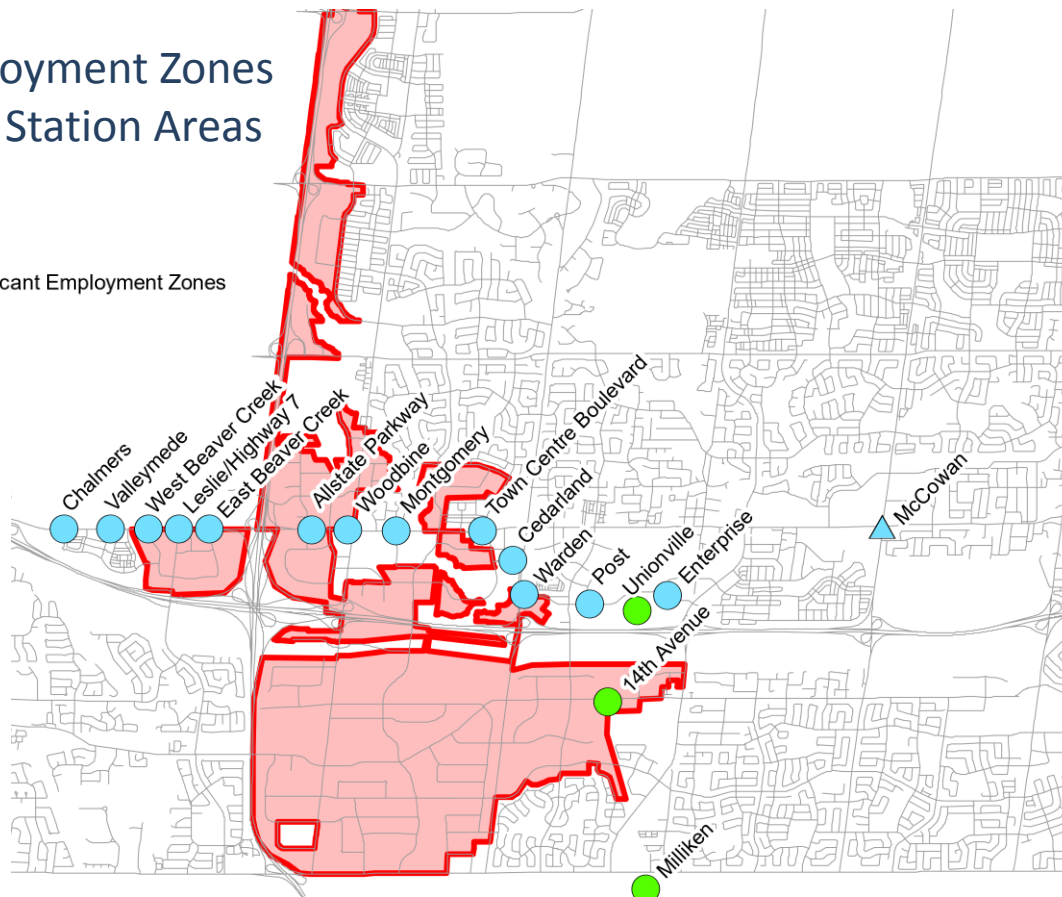 oyment Zones
Station Areas
cant Employment Zones
Chalmers
Valleymede
West Beaver Creek
Leslie/Highway 7
East Beaver Creek
Allstate Parkway
Woodbine
Montgomery
Town Centre Boulevard
Cedarland
Warden
Post
Unionville
Enterprise
McCowan
14th Avenue
Milliken